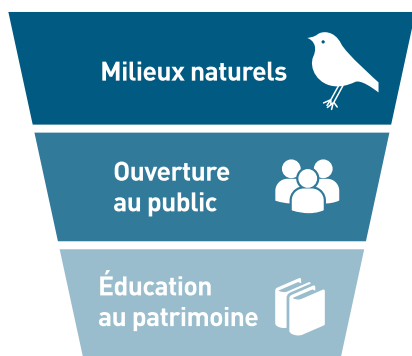 Milieux naturels
Ouverture
au public
Éducation
au patrimoine